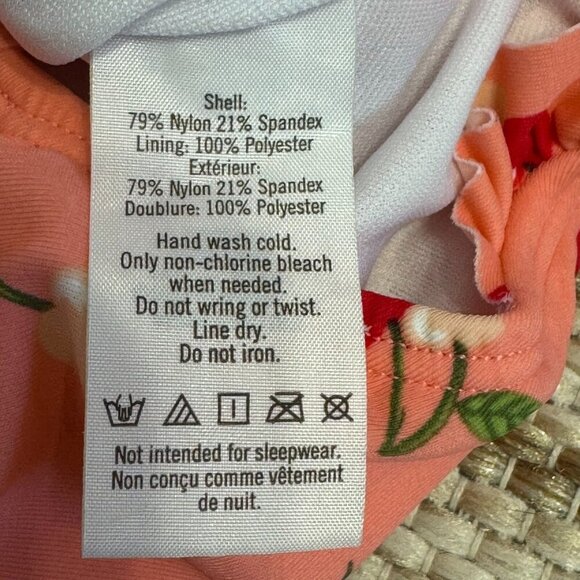 Shell:
79% Nylon 21% Spandex
Lining: 100% Polyester
Extérieur:
79% Nylon 21% Spandex
Doublure: 100% Polyester
Hand wash cold.
Only non-chlorine bleach
when needed.
Do not wring or twist.
Line dry.
Do not iron.
Not intended for sleepwear.
Non conçu comme vêtement
de nuit.